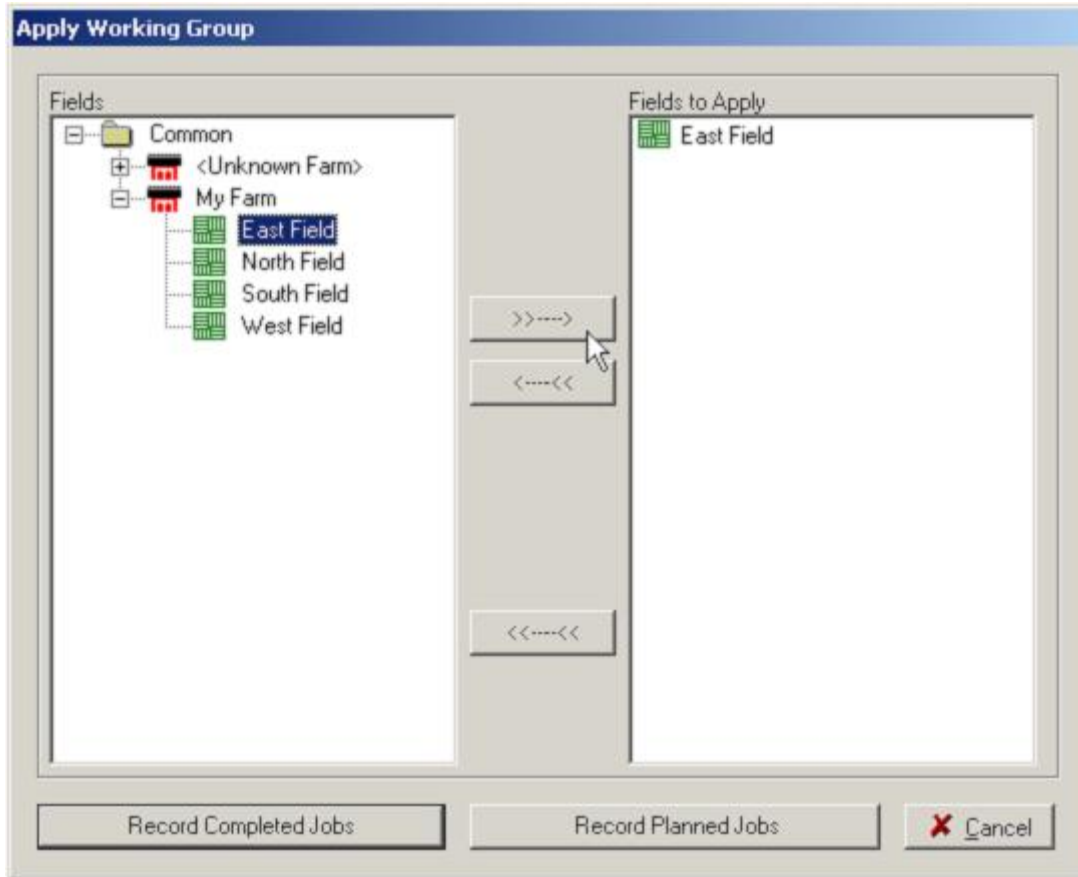 Apply Working Group
Fields
Common
<Unknown Farm>
My Farm
East Field
North Field
South Field
West Field
>>---->
<----<<
<<----<<
Fields to Apply
East Field
Record Completed Jobs
Record Planned Jobs
Cancel